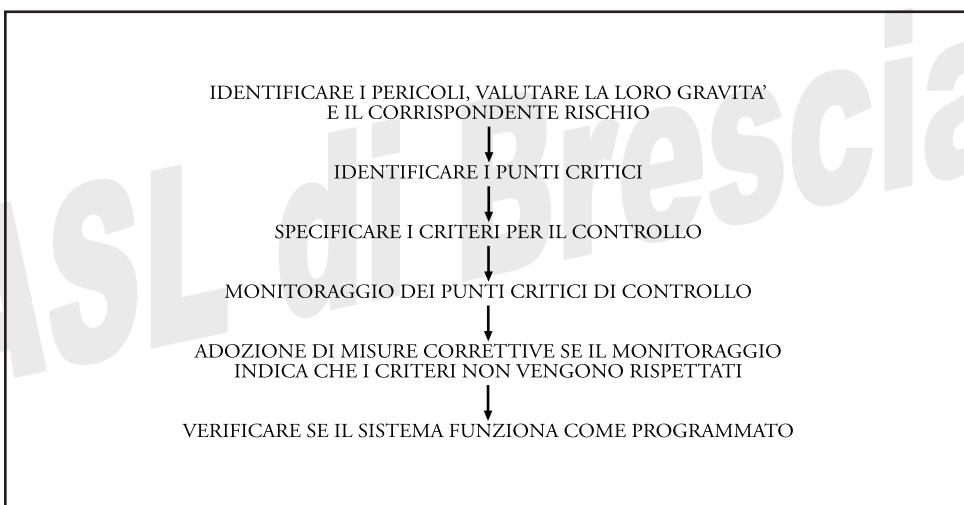 IDENTIFICARE I PERICOLI, VALUTARE LA LORO GRAVITA'
E IL CORRISPONDENTE RISCHIO
IDENTIFICARE I PUNTI CRITICI
SPECIFICARE I CRITERI PER IL CONTROLLO
MONITORAGGIO DEI PUNTI CRITICI DI CONTROLLO
ADOZIONE DI MISURE CORRETTIVE SE IL MONITORAGGIO
INDICA CHE I CRITERI NON VENGONO RISPETTATI
VERIFICARE SE IL SISTEMA FUNZIONA COME PROGRAMMATO
ASL di Brescia